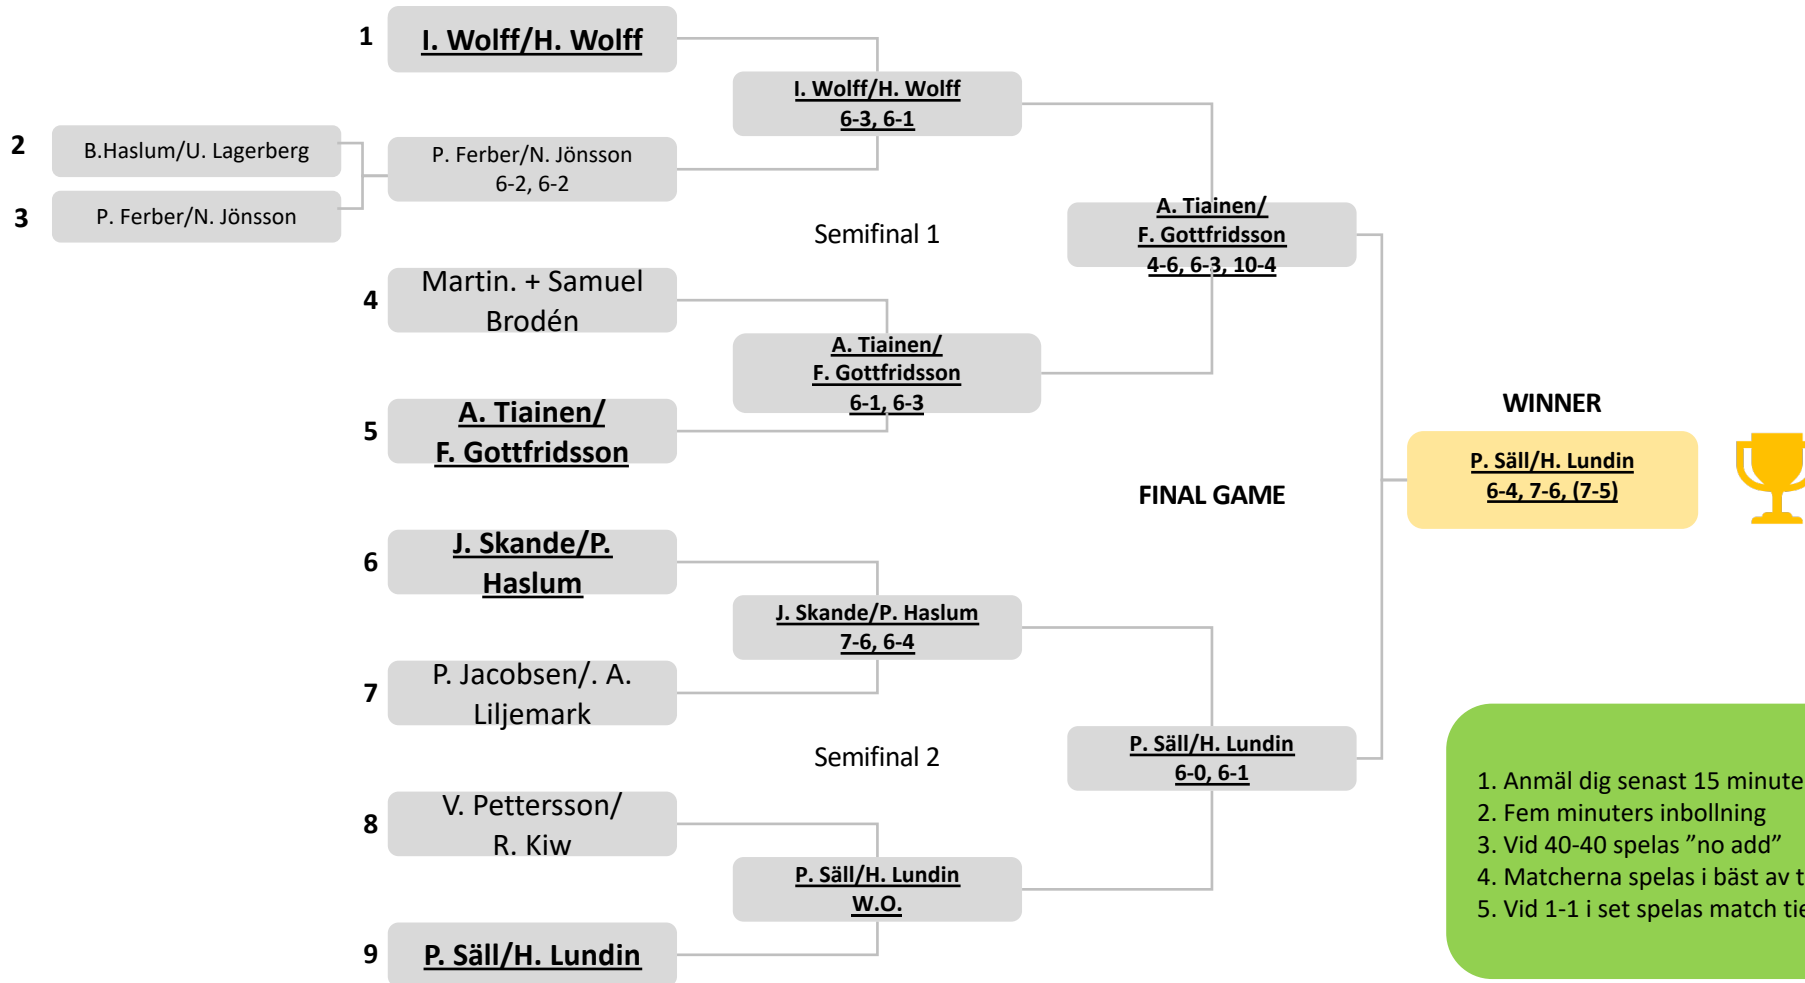 1
I. Wolff/H. Wolff
I. Wolff/H. Wolff
6-3, 6-1
2
B.Haslum/U. Lagerberg
P. Ferber/N. Jönsson
6-2, 6-2
3
P. Ferber/N. Jönsson
Semifinal 1
A. Tiainen/
F. Gottfridsson
4-6, 6-3, 10-4
4
Martin. + Samuel
Brodén
A. Tiainen/
F. Gottfridsson
6-1, 6-3
5
A. Tiainen/
F. Gottfridsson
WINNER
P. Säll/H. Lundin
6-4, 7-6, (7-5)
FINAL GAME
6
J. Skande/P.
Haslum
J. Skande/P. Haslum
7-6, 6-4
7
P. Jacobsen/. A.
Liljemark
Semifinal 2
P. Säll/H. Lundin
6-0, 6-1
8
V. Pettersson/
R. Kiw
P. Säll/H. Lundin
W.O.
9
P. Säll/H. Lundin
1. Anmäl dig senast 15 minute
2. Fem minuters inbollning
3. Vid 40-40 spelas ”no add”
4. Matcherna spelas i bäst av t
5. Vid 1-1 i set spelas match tie